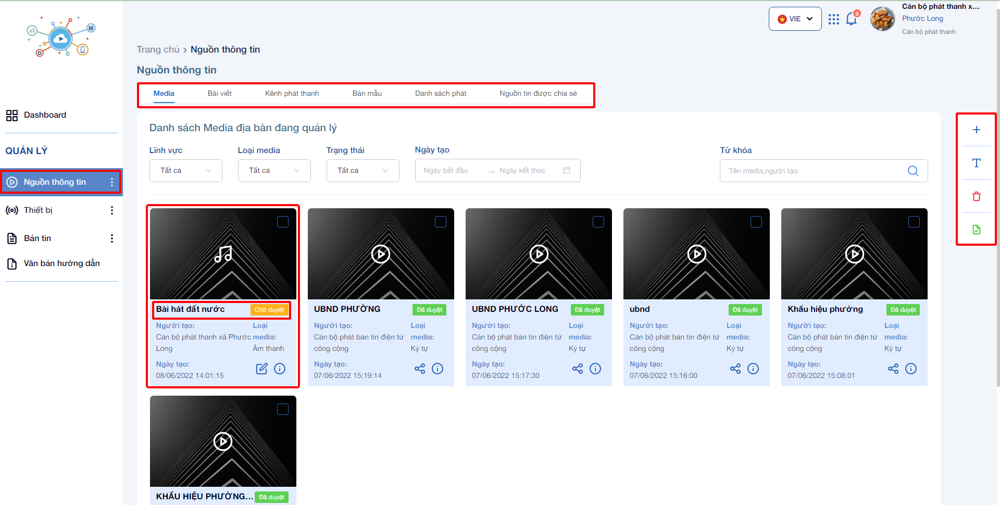 VIE
0
Cán bộ phát thanh x...
Phước Long
Cán bộ phát thanh
Trang chủ > Nguồn thông tin
Nguồn thông tin
Media Bài viết Kênh phát thanh Bản mẫu Danh sách phát Nguồn tin được chia sẻ
Dashboard
QUẢN LÝ
Nguồn thông tin
Thiết bị
Bản tin
Văn bản hướng dẫn
Danh sách Media địa bàn đang quản lý
Lĩnh vực Loại media Trạng thái Ngày tạo Từ khóa
Tất cả Tất cả Tất cả Ngày bắt đầu → Ngày kết thúc Tên media,người tạo
T
Bài hát đất nước Chờ duyệt
Người tạo: Loại
Cán bộ phát thanh xã Phước media:
Long Âm thanh
Ngày tạo:
08/06/2022 14:01:15
UBND PHƯỜNG Đã duyệt
Người tạo: Loại
Cán bộ phát bản tin điện tử media:
công cộng Ký tự
Ngày tạo:
07/06/2022 15:19:14
UBND PHƯỚC LONG Đã duyệt
Người tạo: Loại
Cán bộ phát bản tin điện tử media:
công cộng Ký tự
Ngày tạo:
07/06/2022 15:17:30
ubnd Đã duyệt
Người tạo: Loại
Cán bộ phát bản tin điện tử media:
công cộng Ký tự
Ngày tạo:
07/06/2022 15:16:00
Khẩu hiệu phường Đã duyệt
Người tạo: Loại
Cán bộ phát bản tin điện tử media:
công cộng Ký tự
Ngày tạo:
07/06/2022 15:08:01
KHẨU HIỆU PHƯỜNG... Đã duyệt